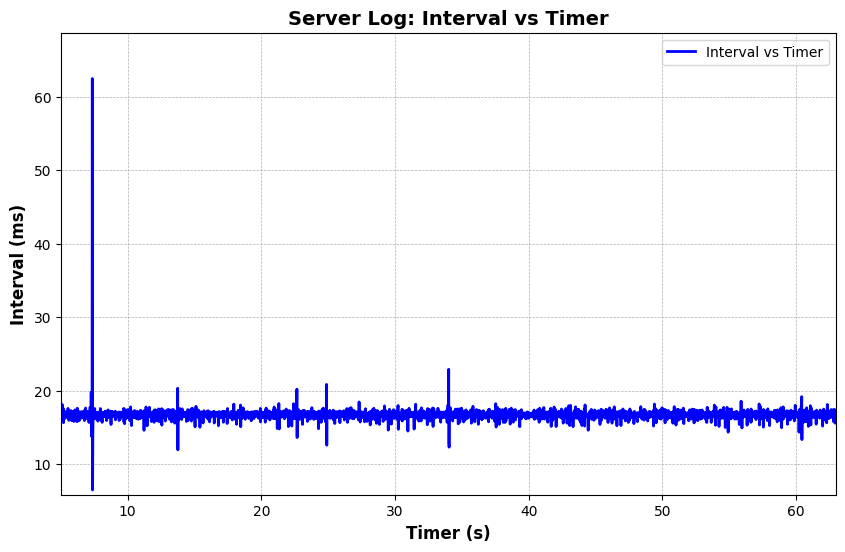 Server Log: Interval vs Timer
Interval vs Timer
Interval (ms)
60
50
40
30
20
10
10 20 30 40 50 60
Timer (s)